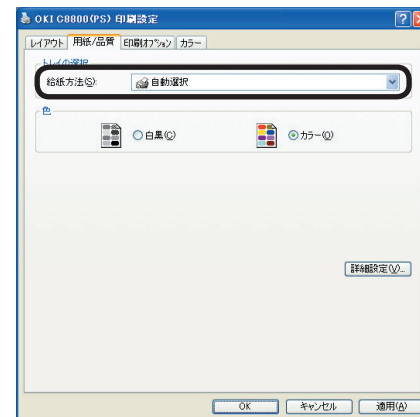 OKI C8800(PS) 印刷設定
レイアウト 用紙/品質 印刷オプション カラー
トレイの選択
給紙方法(S): 自動選択
色
白黒(C) カラー(O)
詳細設定(V)...
OK キャンセル 適用(A)